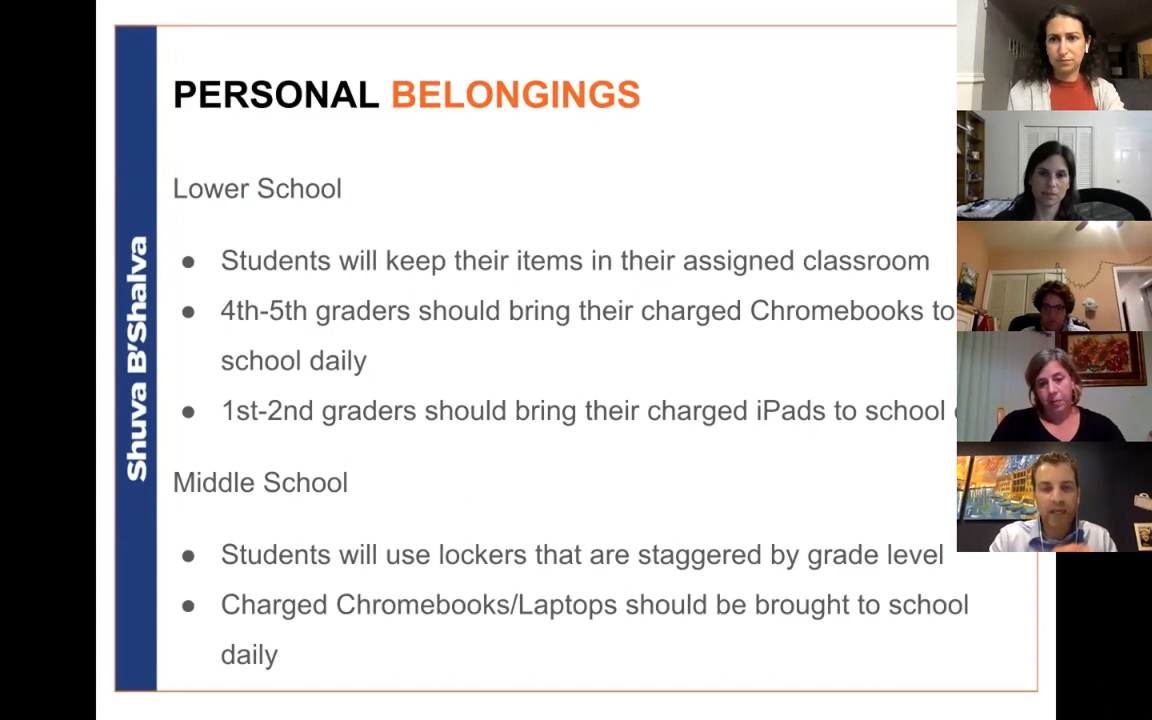 PERSONAL BELONGINGS
Lower School
● Students will keep their items in their assigned classroom
● 4th-5th graders should bring their charged Chromebooks to
school daily
● 1st-2nd graders should bring their charged iPads to school
Middle School
● Students will use lockers that are staggered by grade level
● Charged Chromebooks/Laptops should be brought to school
daily
Shuva B'Shalva